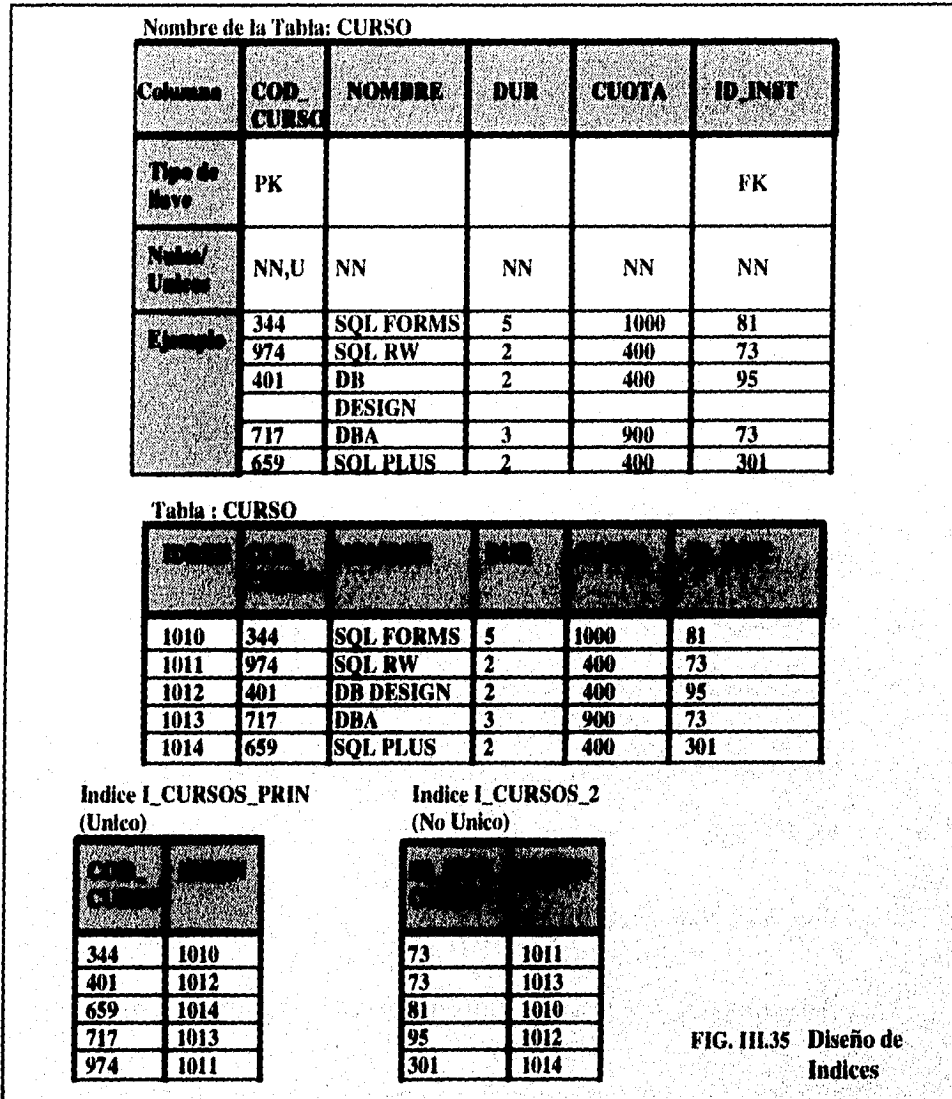 Nombre de la Tabla: CURSO
Columna COD_ CURSO NOMBRE DUR CUOTA ID_INST
Tipo de llave PK FK
Nulos/ Unicos NN,U NN NN NN NN
Ejemplo 344 SQL FORMS 5 1000 81
974 SQL RW 2 400 73
401 DB 2 400 95
DESIGN
717 DBA 3 900 73
659 SQL PLUS 2 400 301
Tabla : CURSO
1010 344 SQL FORMS 5 1000 81
1011 974 SQL RW 2 400 73
1012 401 DB DESIGN 2 400 95
1013 717 DBA 3 900 73
1014 659 SQL PLUS 2 400 301
Indice I_CURSOS_PRIN
(Unico)
344 1010
401 1012
659 1014
717 1013
974 1011
Indice I_CURSOS_2
(No Unico)
73 1011
73 1013
81 1010
95 1012
301 1014
FIG. III.35 Diseño de
Indices